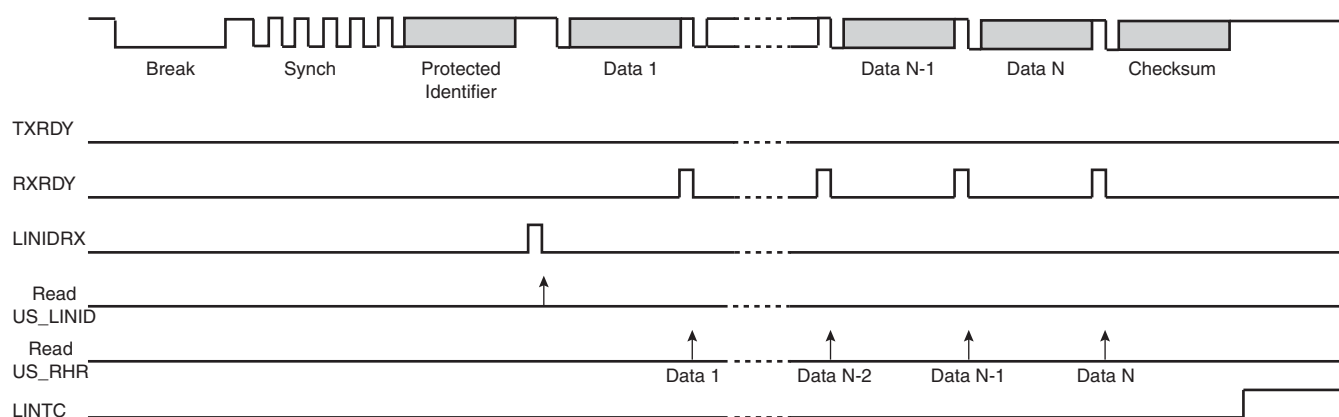 Break Synch Protected Identifier Data 1 Data N-1 Data N Checksum
TXRDY
RXRDY
LINIDRX
Read
US_LINID
Read
US_RHR
Data 1 Data N-2 Data N-1 Data N
LINTC